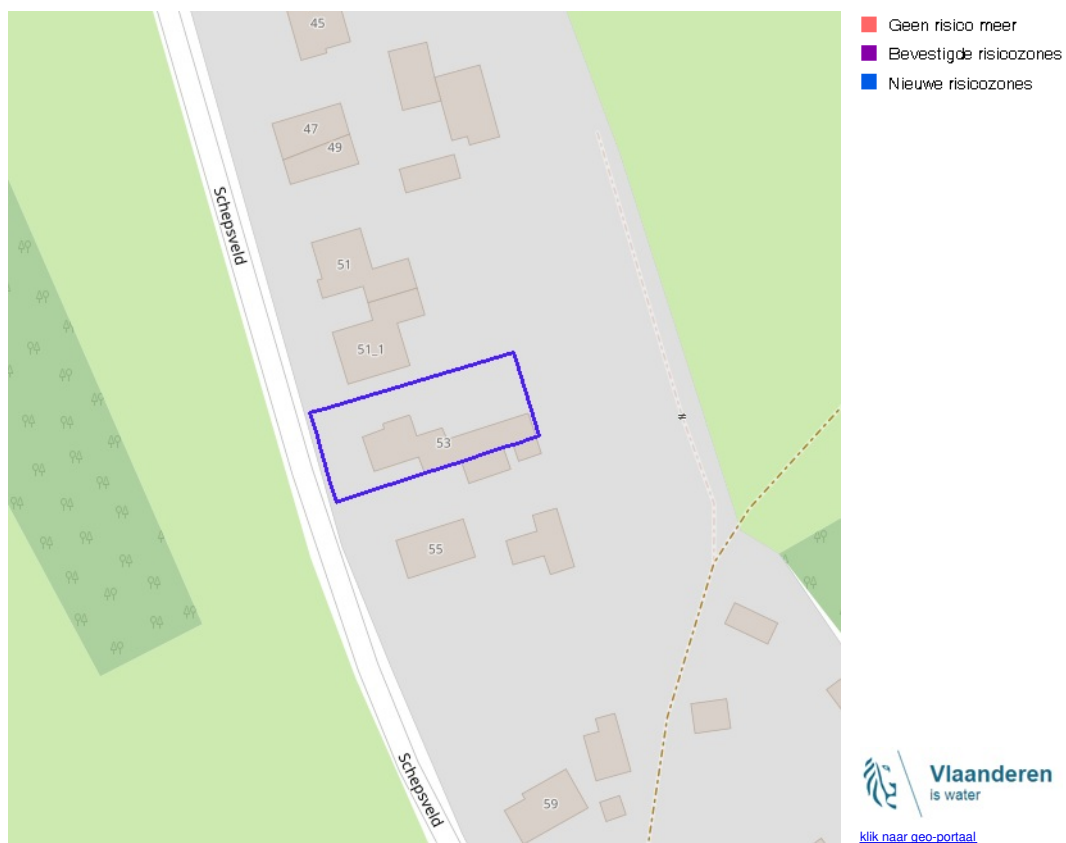 45
47
49
Schepsveld
51
51_1
53
55
59
Schepsveld
Geen risico meer
Bevestigde risicozones
Nieuwe risicozones
Vlaanderen
is water
klik naar geo-portaal